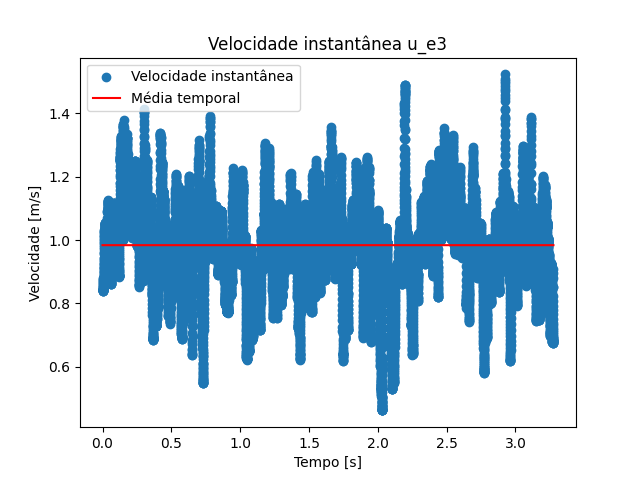 Velocidade instantânea u_e3
Velocidade instantânea
Média temporal
Velocidade [m/s]
1.4
1.2
1.0
0.8
0.6
0.0 0.5 1.0 1.5 2.0 2.5 3.0
Tempo [s]